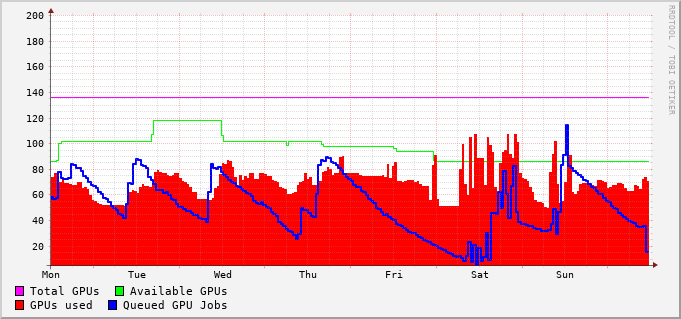 200
180
160
140
120
100
80
60
40
20
Mon Tue Wed Thu Fri Sat Sun
Total GPUs Available GPUs
GPUs used Queued GPU Jobs
RRDTOOL / TOBI OETIKER